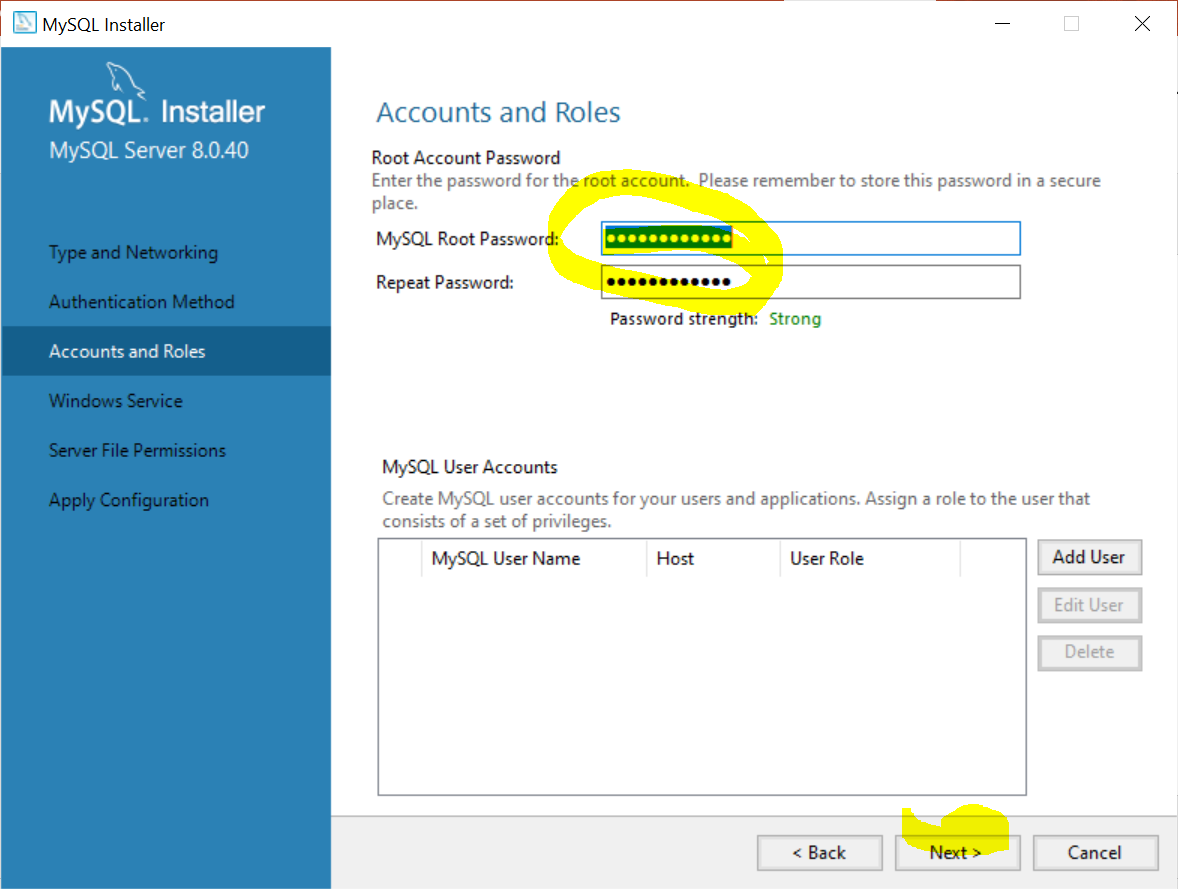 MySQL Installer
MySQL. Installer
MySQL Server 8.0.40
Type and Networking
Authentication Method
Accounts and Roles
Windows Service
Server File Permissions
Apply Configuration
Accounts and Roles
Root Account Password
Enter the password for the root account.  Please remember to store this password in a secure
place.
MySQL Root Password:
●●●●●●●●●●●●
Repeat Password:
●●●●●●●●●●●●
Password strength: Strong
MySQL User Accounts
Create MySQL user accounts for your users and applications. Assign a role to the user that
consists of a set of privileges.
MySQL User Name Host User Role
Add User
Edit User
Delete
< Back Next > Cancel